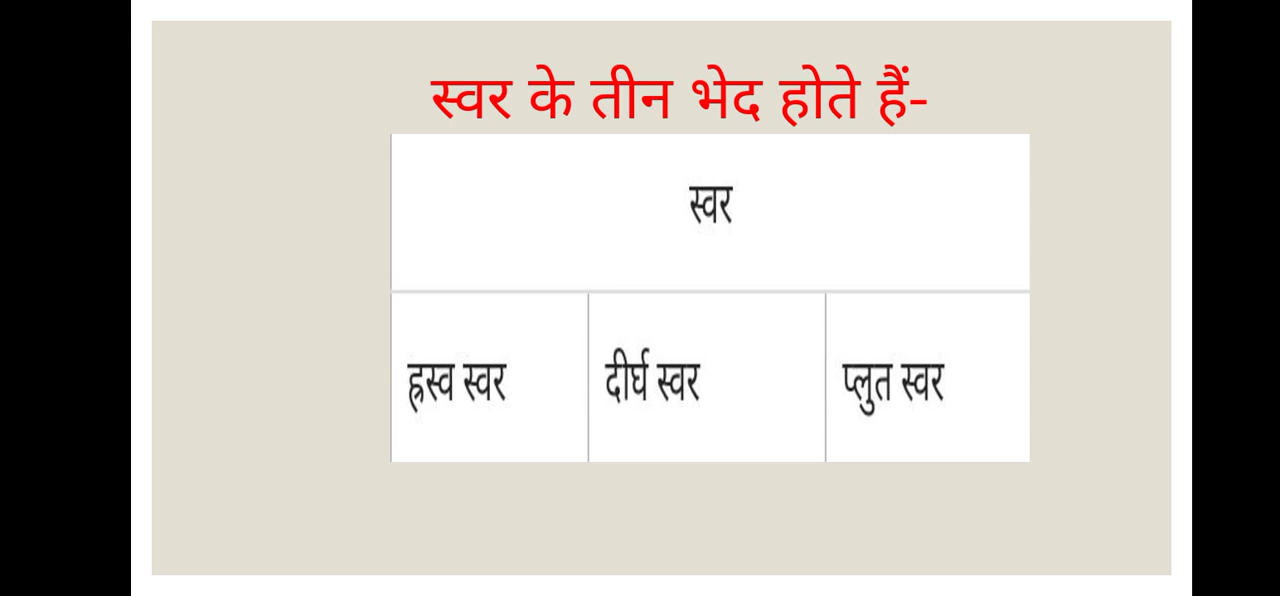 स्वर के तीन भेद होते हैं-
स्वर
ह्रस्व स्वर दीर्घ स्वर प्लुत स्वर